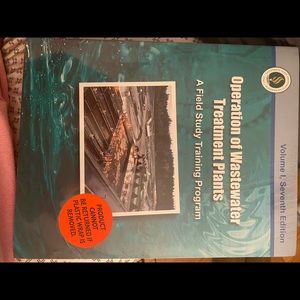 Volume I, Seventh Edition
Operation of Wastewater
Treatment Plants
A Field Study Training Program
PRODUCT
CANNOT
BE RETURNED IF
PLASTIC WRAP IS
REMOVED.